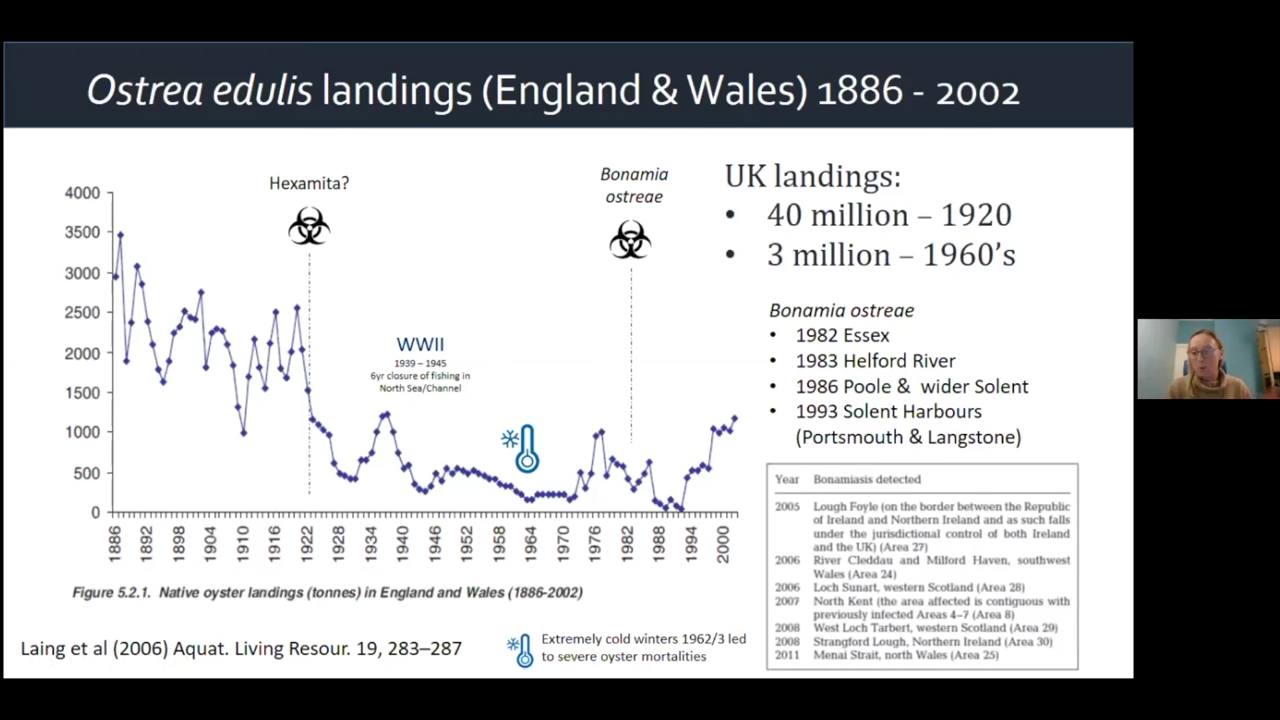 Ostrea edulis landings (England & Wales) 1886 - 2002
Hexamita?
Bonamia
ostreae
4000
3500
3000
2500
2000
1500
1000
500
0
WWII
1939 – 1945
6yr closure of fishing in
North Sea/Channel
1886
1892
1898
1904
1910
1916
1922
1928
1934
1940
1946
1952
1958
1964
1970
1976
1982
1988
1994
2000
Figure 5.2.1. Native oyster landings (tonnes) in England and Wales (1886-2002)
Laing et al (2006) Aquat. Living Resour. 19, 283–287
Extremely cold winters 1962/3 led
to severe oyster mortalities
UK landings:
• 40 million – 1920
• 3 million – 1960’s
Bonamia ostreae
• 1982 Essex
• 1983 Helford River
• 1986 Poole & wider Solent
• 1993 Solent Harbours
(Portsmouth & Langstone)
Year Bonamiasis detected
2005 Lough Foyle (on the border between the Republic
of Ireland and Northern Ireland and as such falls
under the jurisdictional control of both Ireland
and the UK) (Area 27)
2006 River Cleddau and Milford Haven, southwest
Wales (Area 24)
2006 Loch Sunart, western Scotland (Area 28)
2007 North Kent (the area affected is contiguous with
previously infected Areas 4–7 (Area 8)
2008 West Loch Tarbert, western Scotland (Area 29)
2008 Strangford Lough, Northern Ireland (Area 30)
2011 Menai Strait, north Wales (Area 25)